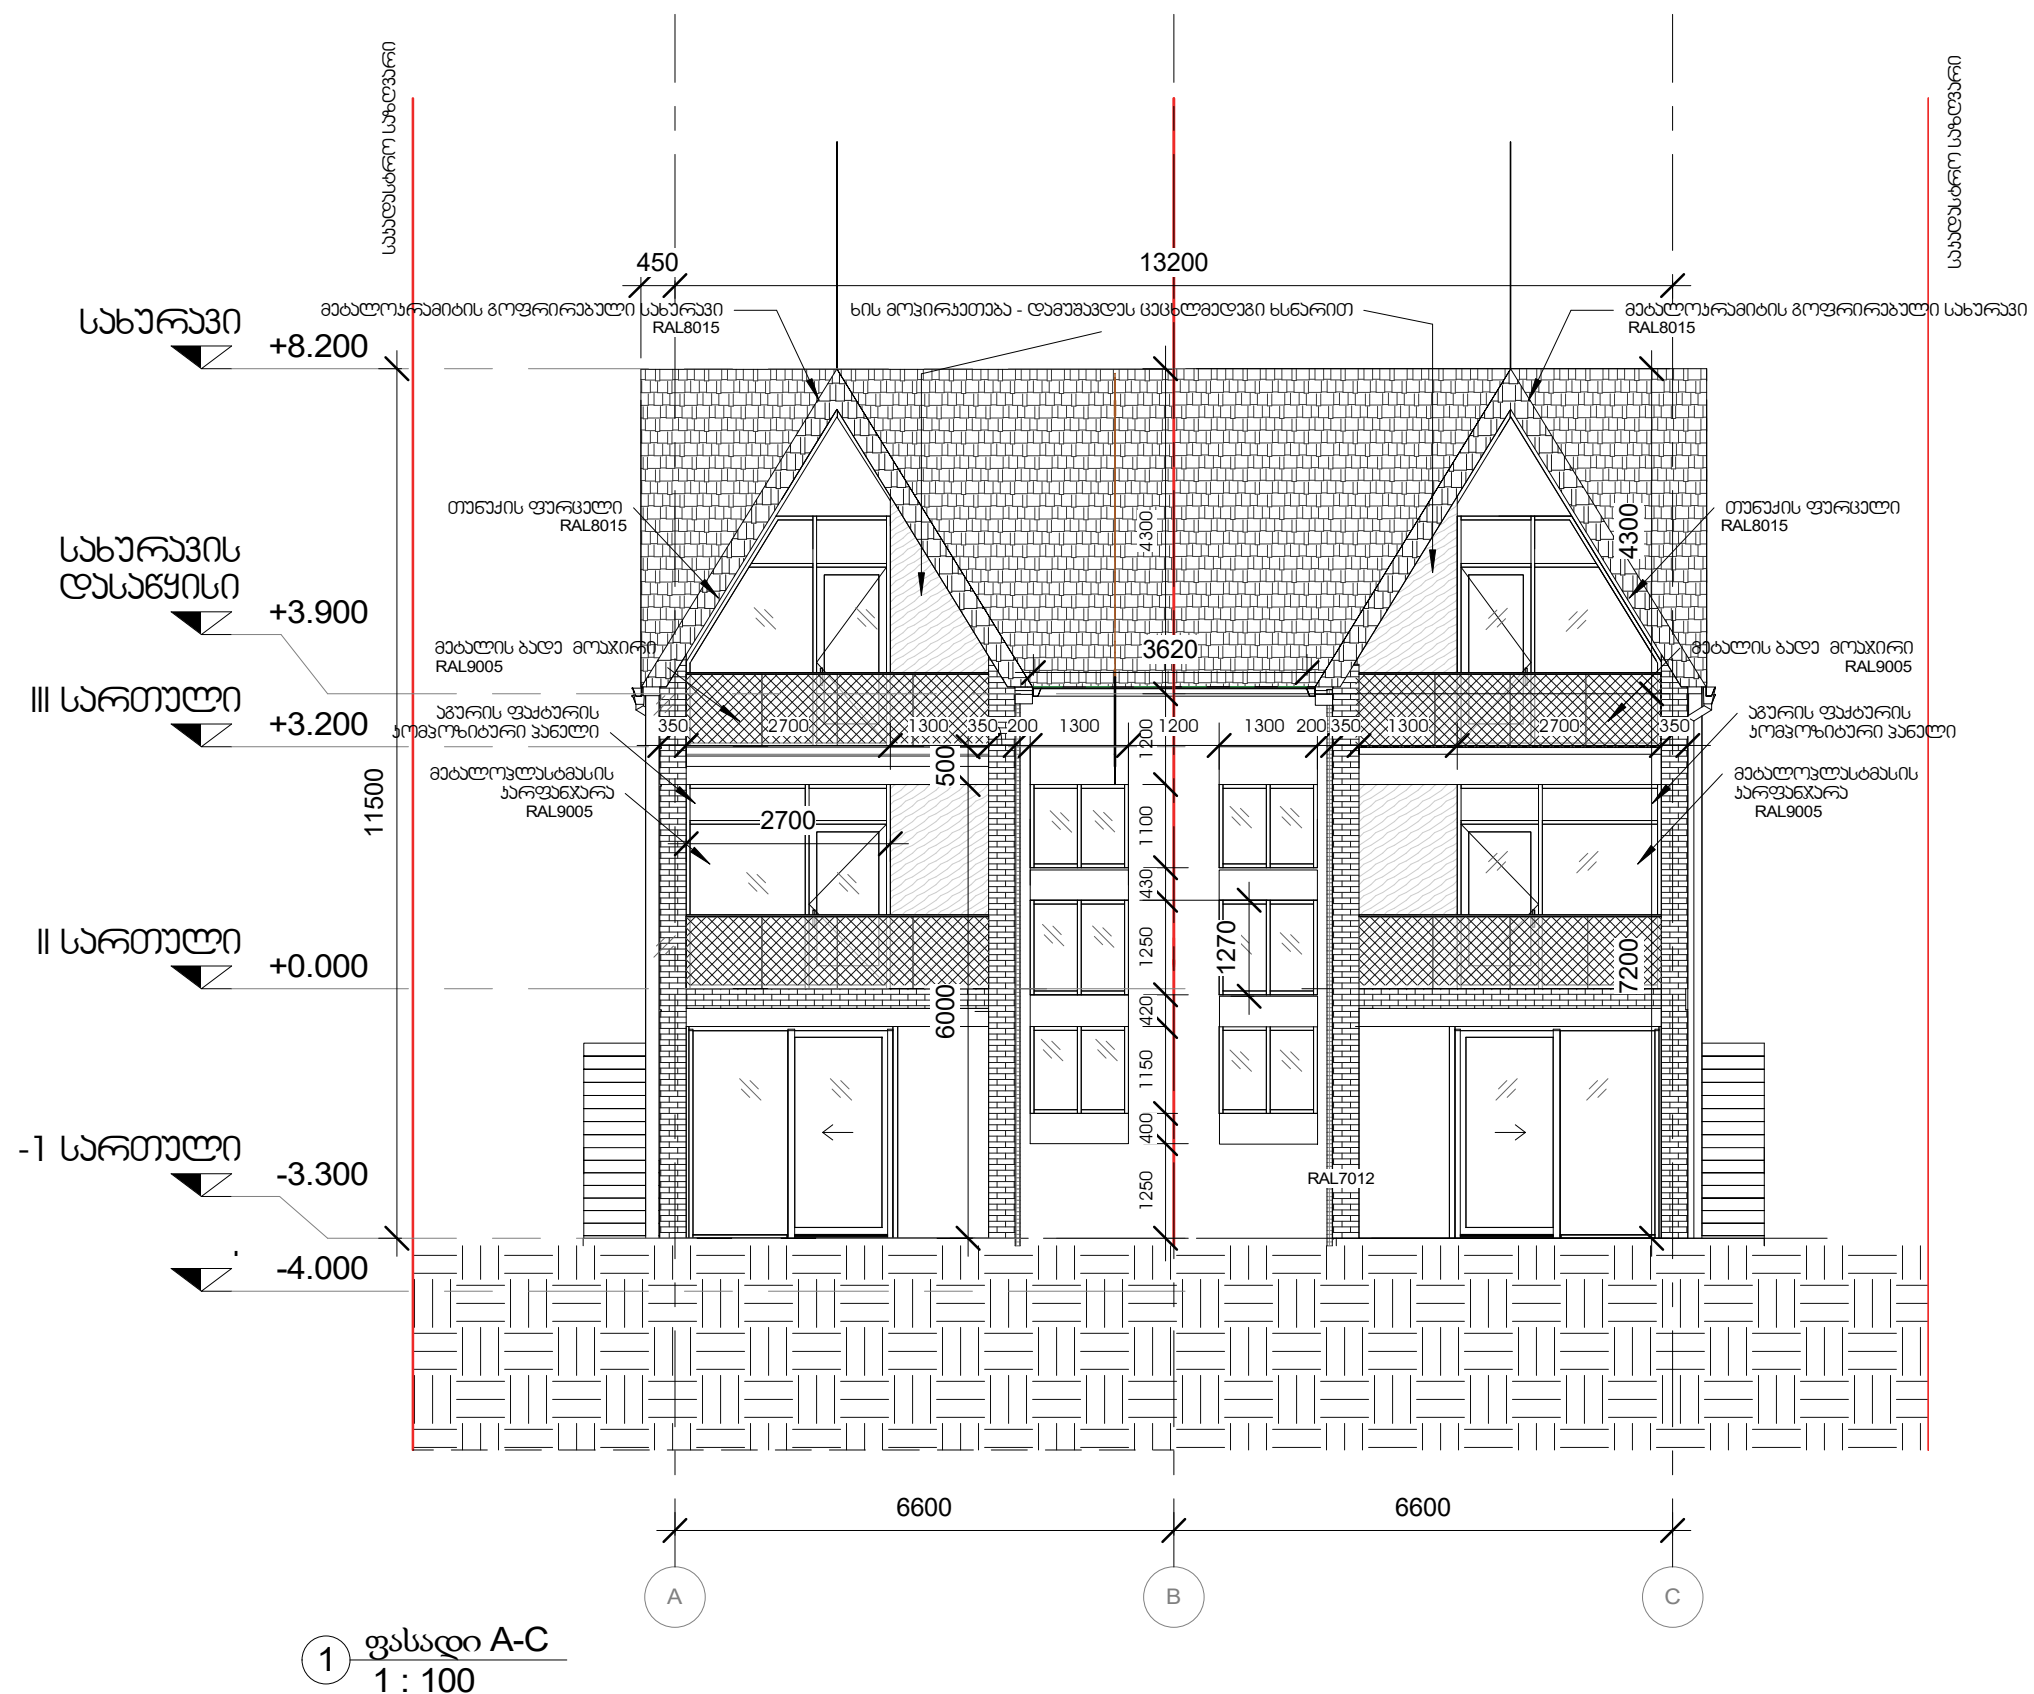 საკადასტრო საზღვარი
საკადასტრო საზღვარი
450
13200
სახურავი
+8.200
მეტალოკრამიტის გოფრირებული სახურავი
RAL8015
ხის მოპირკეთება - დამუშავდეს ცეცხლმედეგი ხსნარით
მეტალოკრამიტის გოფრირებული სახურავი
RAL8015
თუნუქის ფურცელი
RAL8015
4300
4300
თუნუქის ფურცელი
RAL8015
სახურავის
დასაწყისი
+3.900
მეტალის ბადე მოაჯირი
RAL9005
3620
მეტალის ბადე მოაჯირი
RAL9005
III სართული
+3.200
აგურის ფაქტურის
კომპოზიტური პანელი
350 2700 1300 350 200 1300 1200 1300 200 350 1300 2700 350
აგურის ფაქტურის
კომპოზიტური პანელი
მეტალოპლასტმასის
კარფანჯარა
RAL9005
500
1200
მეტალოპლასტმასის
კარფანჯარა
RAL9005
11500
2700
1100
430
II სართული
+0.000
1250
1270
7200
6000
420
1150
400
-1 სართული
-3.300
1250
RAL7012
-4.000
6600
6600
A
B
C
1
ფასადი A-C
1 : 100